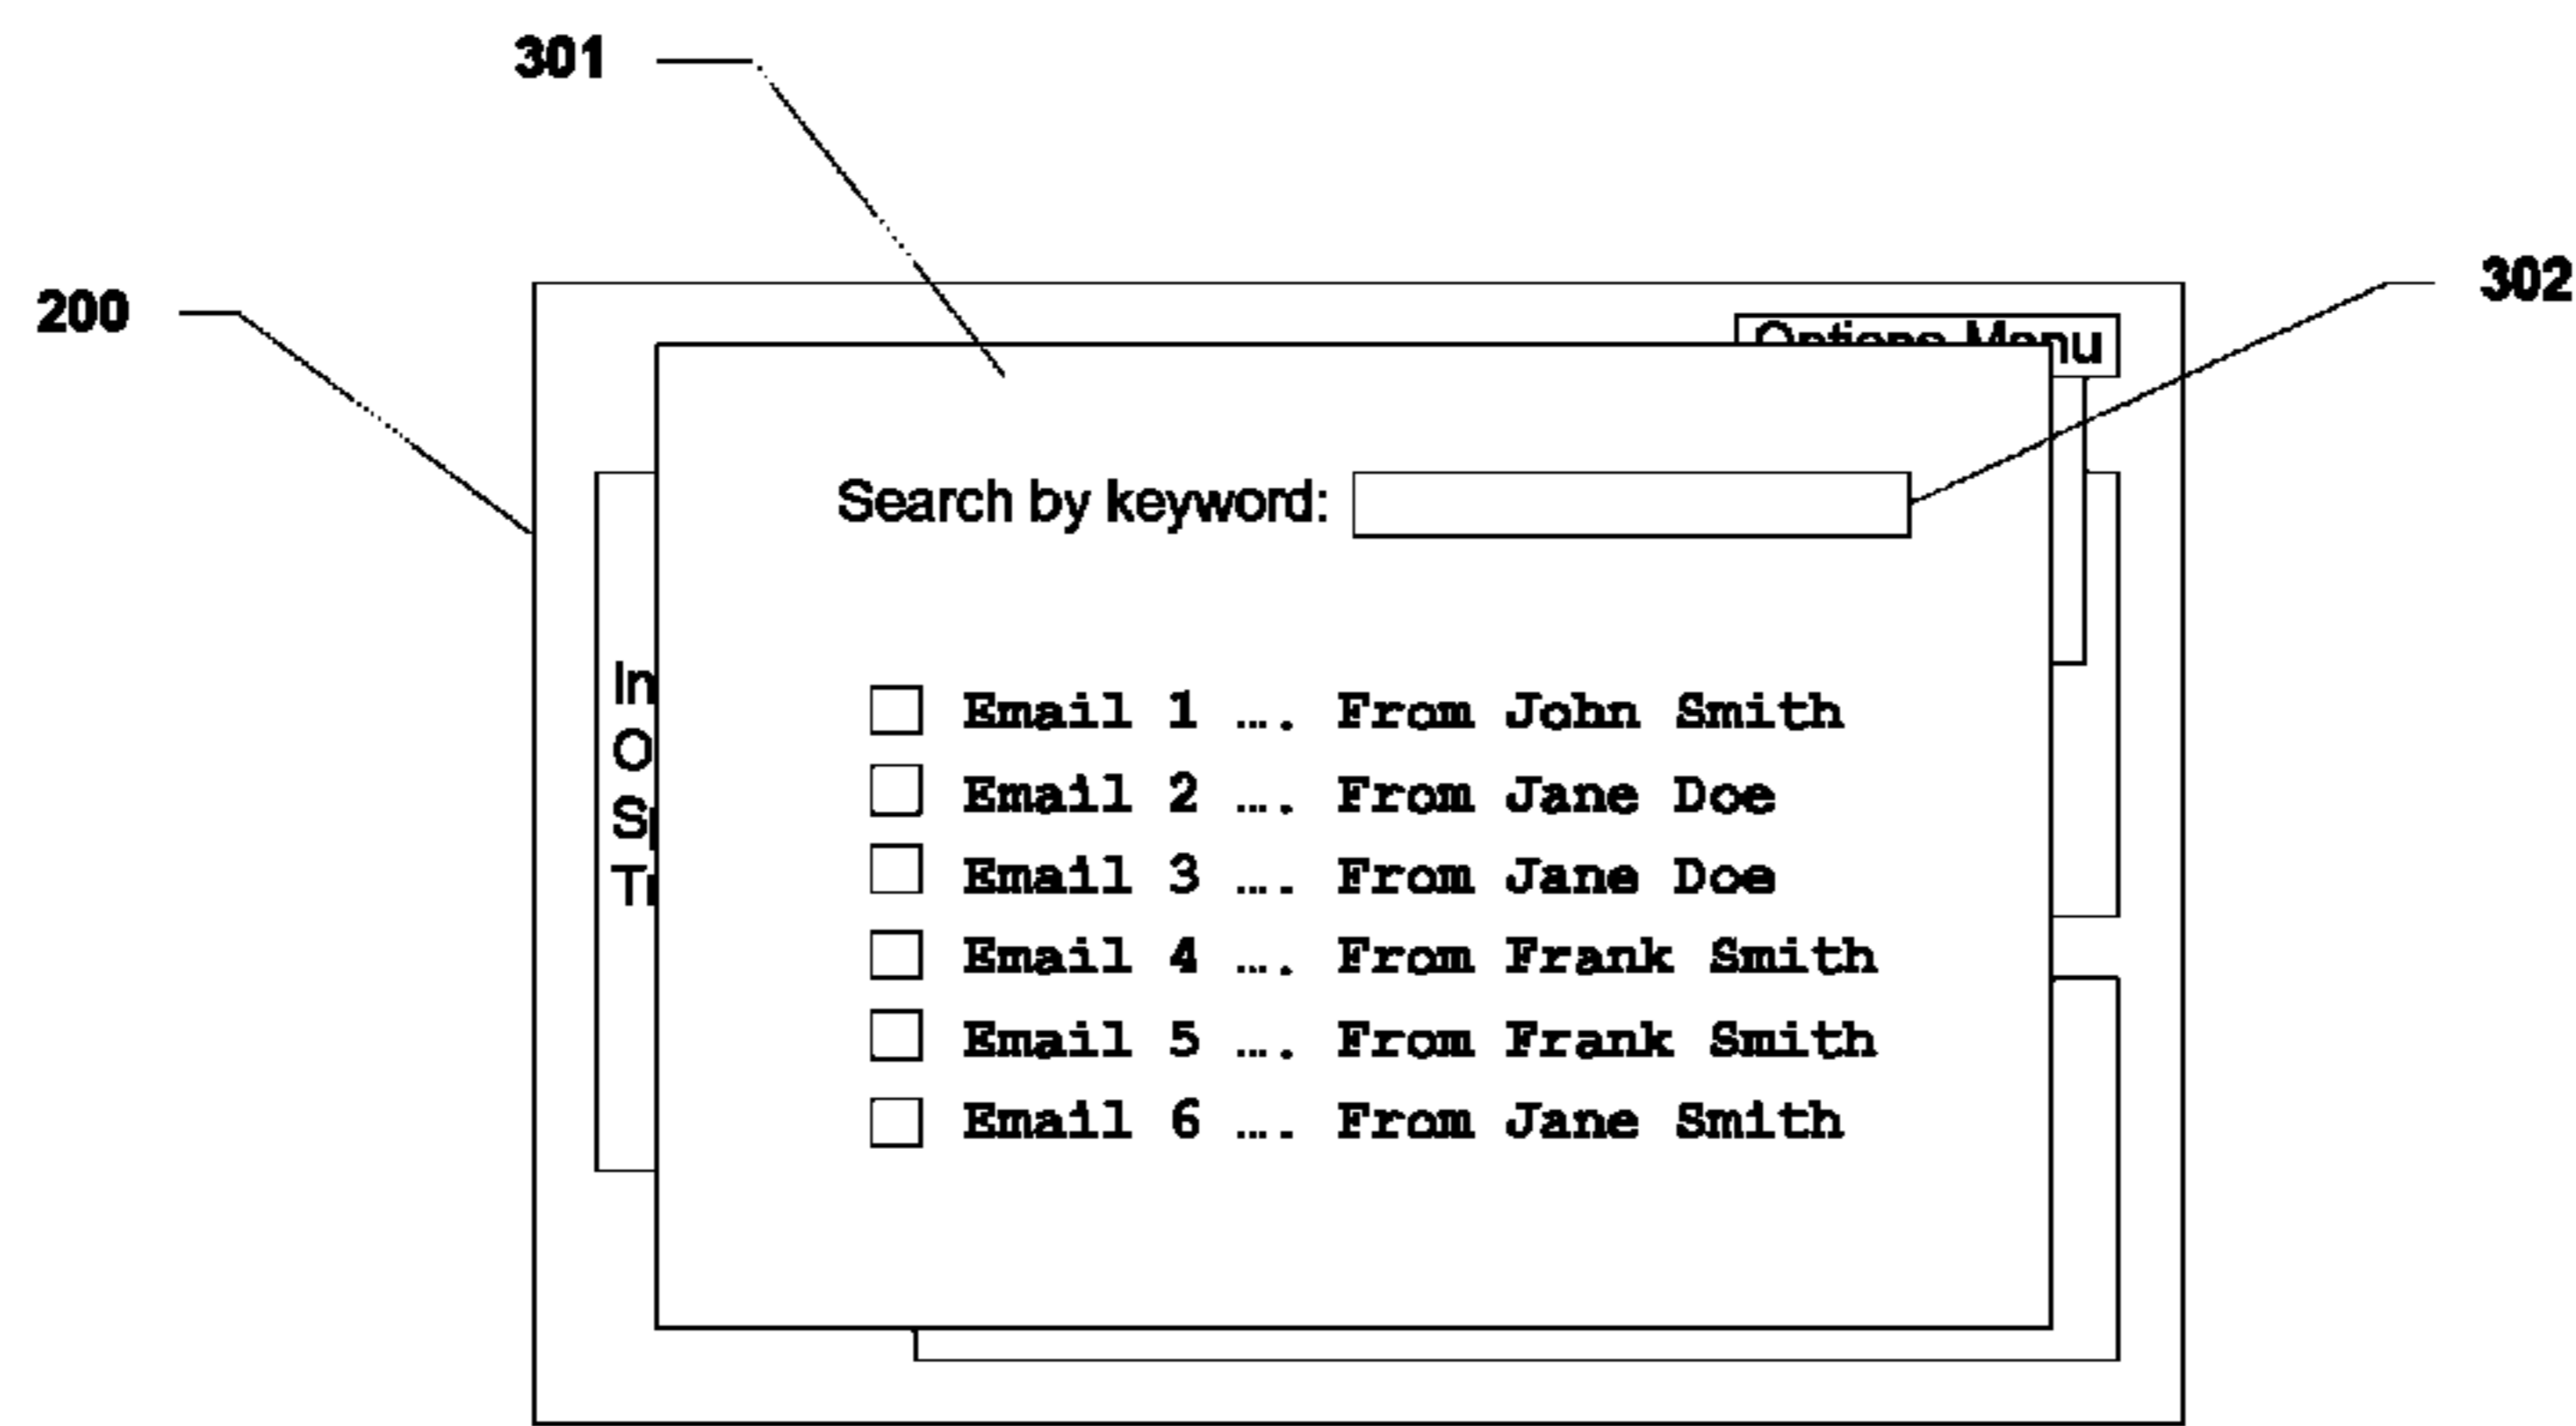 301
200
302
Options Menu
Search by keyword:
In
O
Sp
Email 1 .... From John Smith
Email 2 .... From Jane Doe
Email 3 .... From Jane Doe
Email 4 .... From Frank Smith
Email 5 .... From Frank Smith
Email 6 .... From Jane Smith